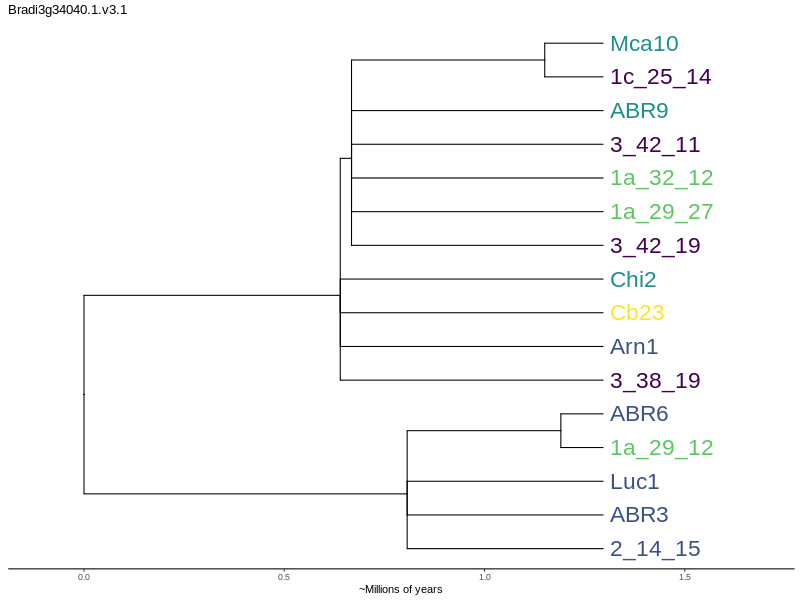 Bradi3g34040.1.v3.1
Mca10
1c_25_14
ABR9
3_42_11
1a_32_12
1a_29_27
3_42_19
Chi2
Cb23
Arn1
3_38_19
ABR6
1a_29_12
Luc1
ABR3
2_14_15
0.0 0.5 1.0 1.5
~Millions of years